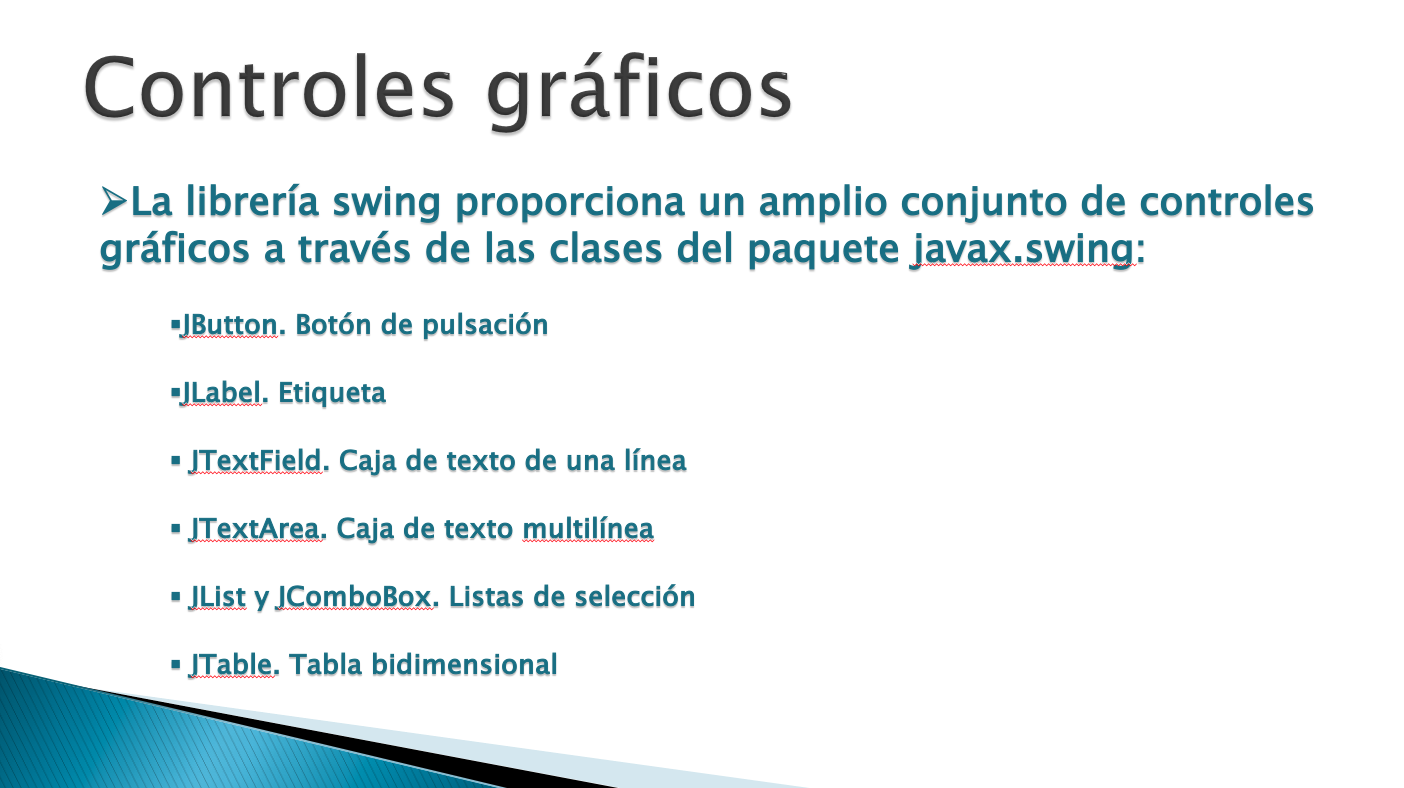 Controles gráficos
➢La librería swing proporciona un amplio conjunto de controles
gráficos a través de las clases del paquete javax.swing:
▪JButton. Botón de pulsación
▪JLabel. Etiqueta
▪ JTextField. Caja de texto de una línea
▪ JTextArea. Caja de texto multilínea
▪ JList y JComboBox. Listas de selección
▪ JTable. Tabla bidimensional